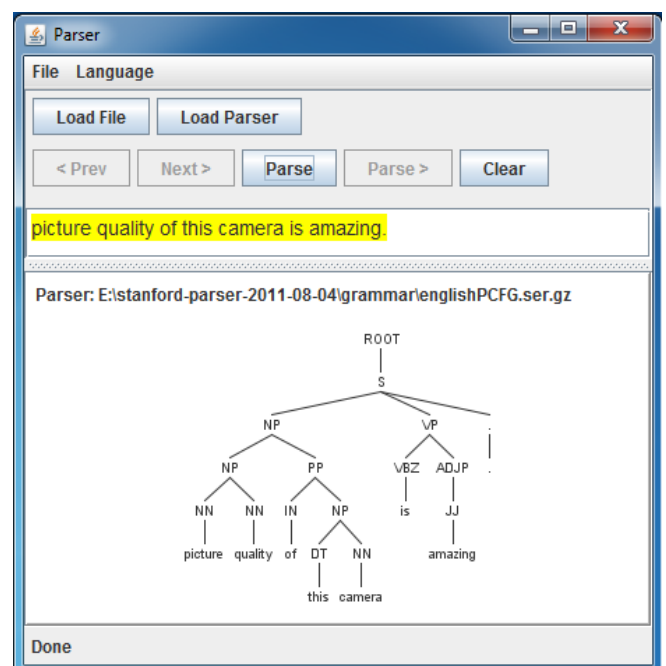 Parser
File Language
Load File Load Parser
< Prev Next > Parse Parse > Clear
picture quality of this camera is amazing.
Parser: E:\stanford-parser-2011-08-04\grammar\englishPCFG.ser.gz
ROOT
S
NP VP .
NP PP VBZ ADJP .
NN NN IN NP is JJ
picture quality of DT NN amazing
this camera
Done